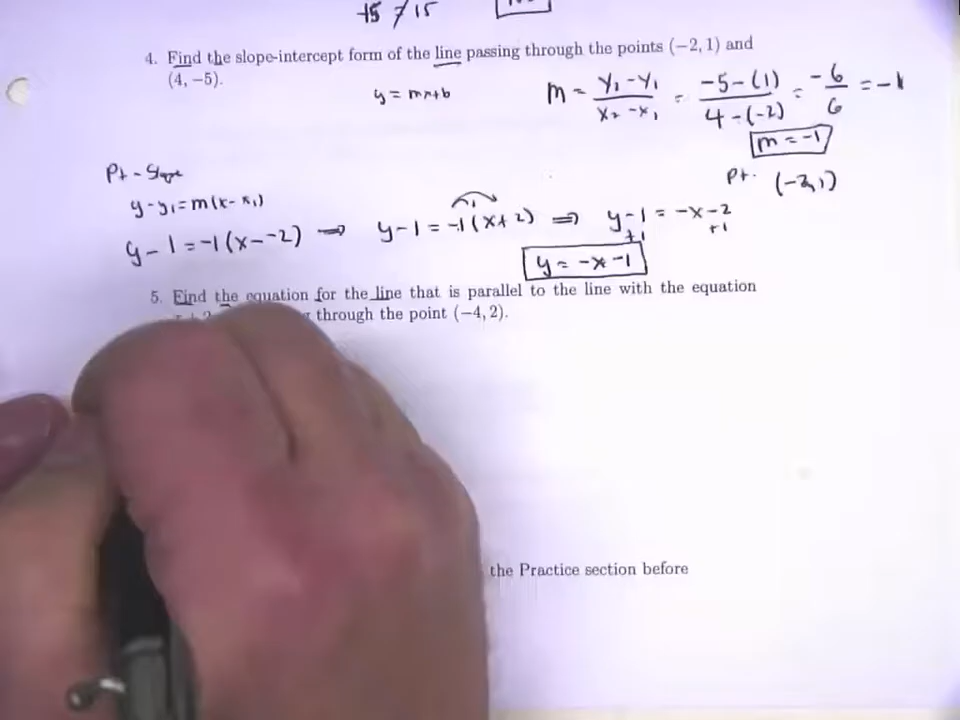 15 ≠ 15
4. Find the slope-intercept form of the line passing through the points (−2, 1) and
(4, −5).
y = mx+b
m = y₂ -y₁ / x₂ -x₁ = -5-(1) / 4-(-2) = -6 / 6 = -1
m = -1
Pt - Slope
Pt. (-2,1)
y-y₁ = m(x- x₁)
y - 1 = -1(x - -2) ⟹ y-1 = -1(x+2) ⟹ y-1 = -x-2
+1 +1
y = -x -1
5. Find the equation for the line that is parallel to the line with the equation
through the point (−4, 2).
the Practice section before